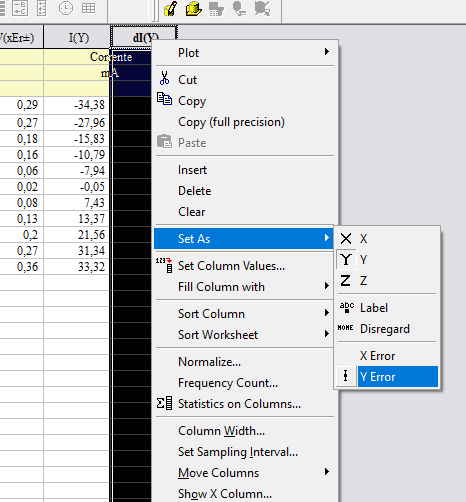 V(xEr±) I(Y) dI(Y)
Corrente
mA
0,29 -34,38
0,27 -27,96
0,18 -15,83
0,16 -10,79
0,06 -7,94
0,02 -0,05
0,08 7,43
0,13 13,37
0,2 21,56
0,27 31,34
0,36 33,32
Plot
Cut
Copy
Copy (full precision)
Paste
Insert
Delete
Clear
Set As
123
Set Column Values...
Fill Column with
Sort Column
Sort Worksheet
Normalize...
Frequency Count...
Statistics on Columns...
Column Width...
Set Sampling Interval...
Move Columns
Show X Column...
X X
Y Y
Z Z
abc Label
NONE Disregard
X Error
Y Error